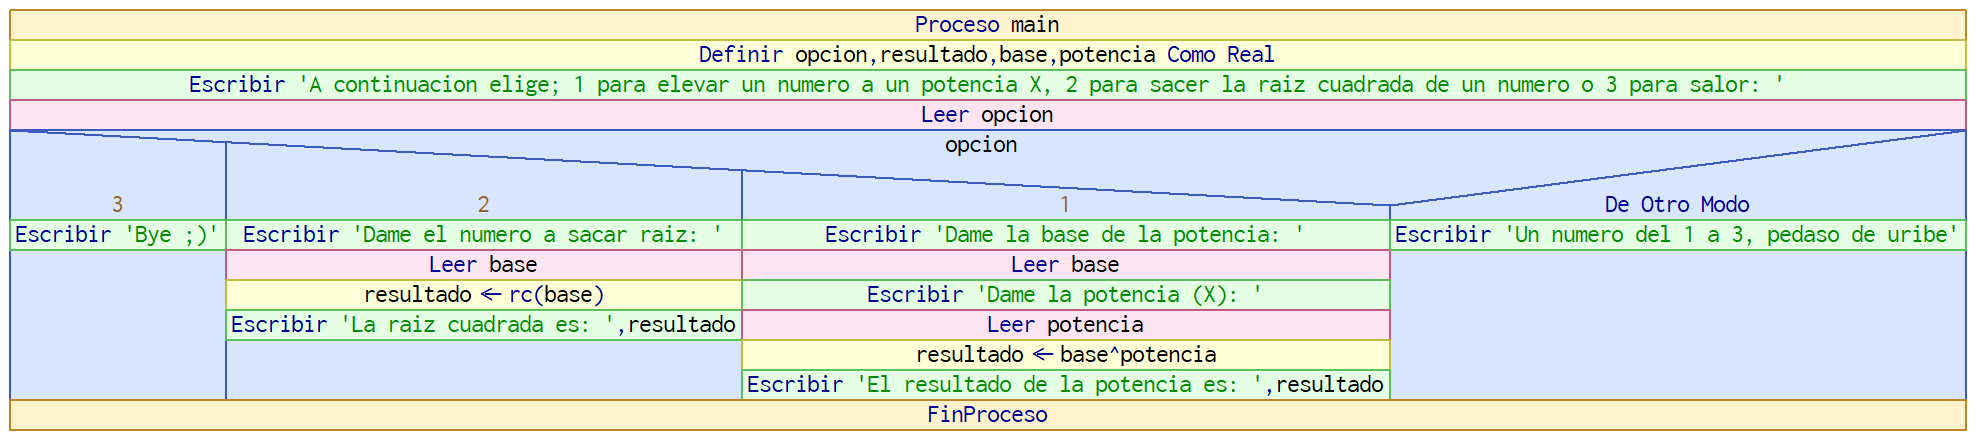 Proceso main
Definir opcion,resultado,base,potencia Como Real
Escribir 'A continuacion elige; 1 para elevar un numero a un potencia X, 2 para sacer la raiz cuadrada de un numero o 3 para salor: '
Leer opcion
opcion
3
Escribir 'Bye ;)'
2
Escribir 'Dame el numero a sacar raiz: '
Leer base
resultado ← rc(base)
Escribir 'La raiz cuadrada es: ',resultado
1
Escribir 'Dame la base de la potencia: '
Leer base
Escribir 'Dame la potencia (X): '
Leer potencia
resultado ← base^potencia
Escribir 'El resultado de la potencia es: ',resultado
De Otro Modo
Escribir 'Un numero del 1 a 3, pedaso de uribe'
FinProceso